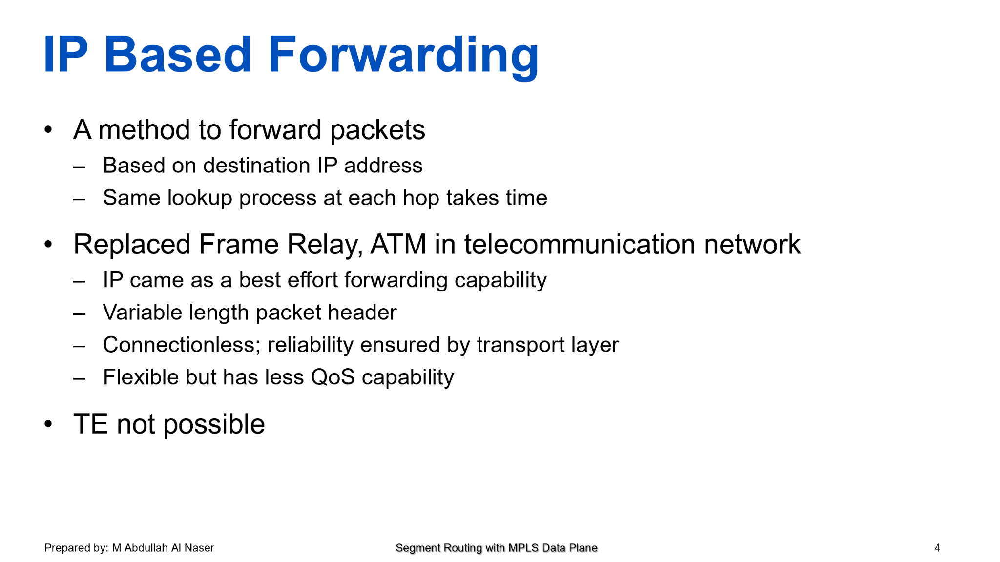 IP Based Forwarding
• A method to forward packets
– Based on destination IP address
– Same lookup process at each hop takes time
• Replaced Frame Relay, ATM in telecommunication network
– IP came as a best effort forwarding capability
– Variable length packet header
– Connectionless; reliability ensured by transport layer
– Flexible but has less QoS capability
• TE not possible
Prepared by: M Abdullah Al Naser
Segment Routing with MPLS Data Plane
4